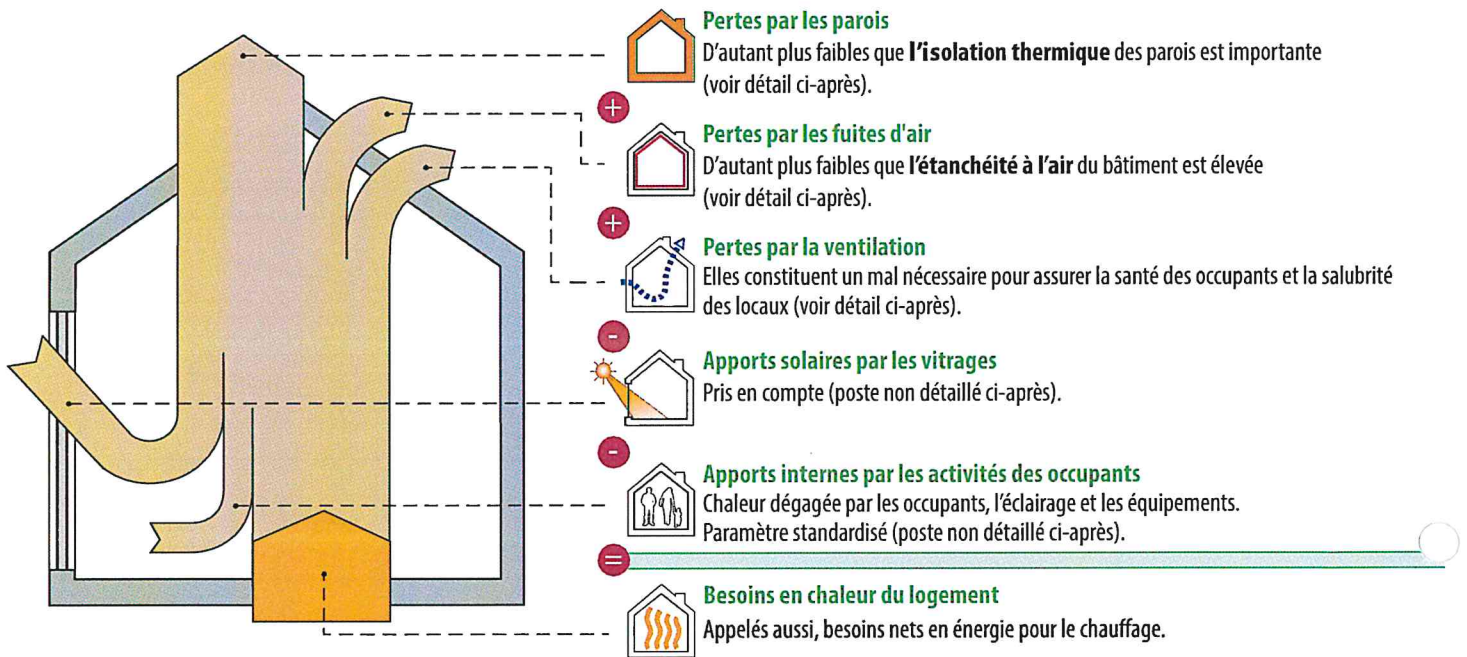 Pertes par les parois
D'autant plus faibles que l'isolation thermique des parois est importante
(voir détail ci-après).
+
Pertes par les fuites d'air
D'autant plus faibles que l'étanchéité à l'air du bâtiment est élevée
(voir détail ci-après).
+
Pertes par la ventilation
Elles constituent un mal nécessaire pour assurer la santé des occupants et la salubrité
des locaux (voir détail ci-après).
-
Apports solaires par les vitrages
Pris en compte (poste non détaillé ci-après).
-
Apports internes par les activités des occupants
Chaleur dégagée par les occupants, l'éclairage et les équipements.
Paramètre standardisé (poste non détaillé ci-après).
=
Besoins en chaleur du logement
Appelés aussi, besoins nets en énergie pour le chauffage.